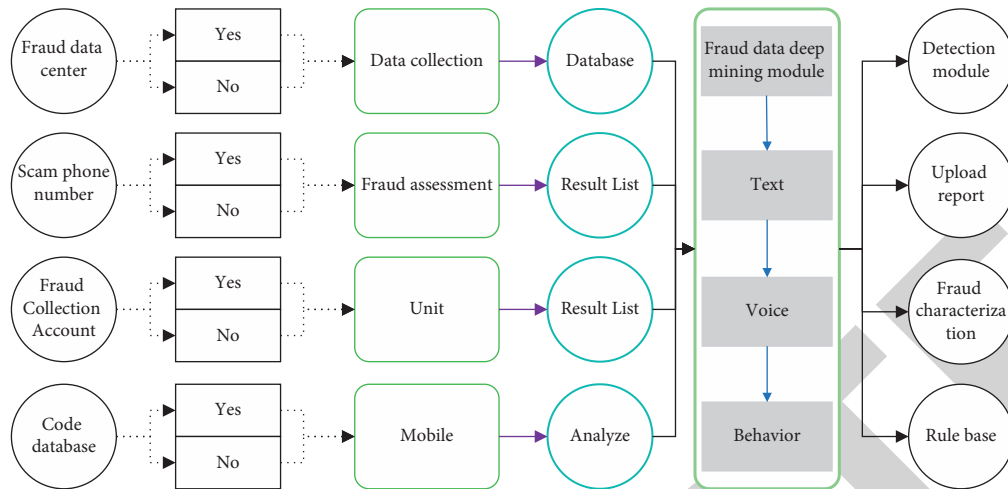 Fraud data
center
Yes
No
Data collection
Database
Scam phone
number
Yes
No
Fraud assessment
Result List
Fraud
Collection
Account
Yes
No
Unit
Result List
Code
database
Yes
No
Mobile
Analyze
Fraud data deep
mining module
Text
Voice
Behavior
Detection
module
Upload
report
Fraud
characteriza
tion
Rule base